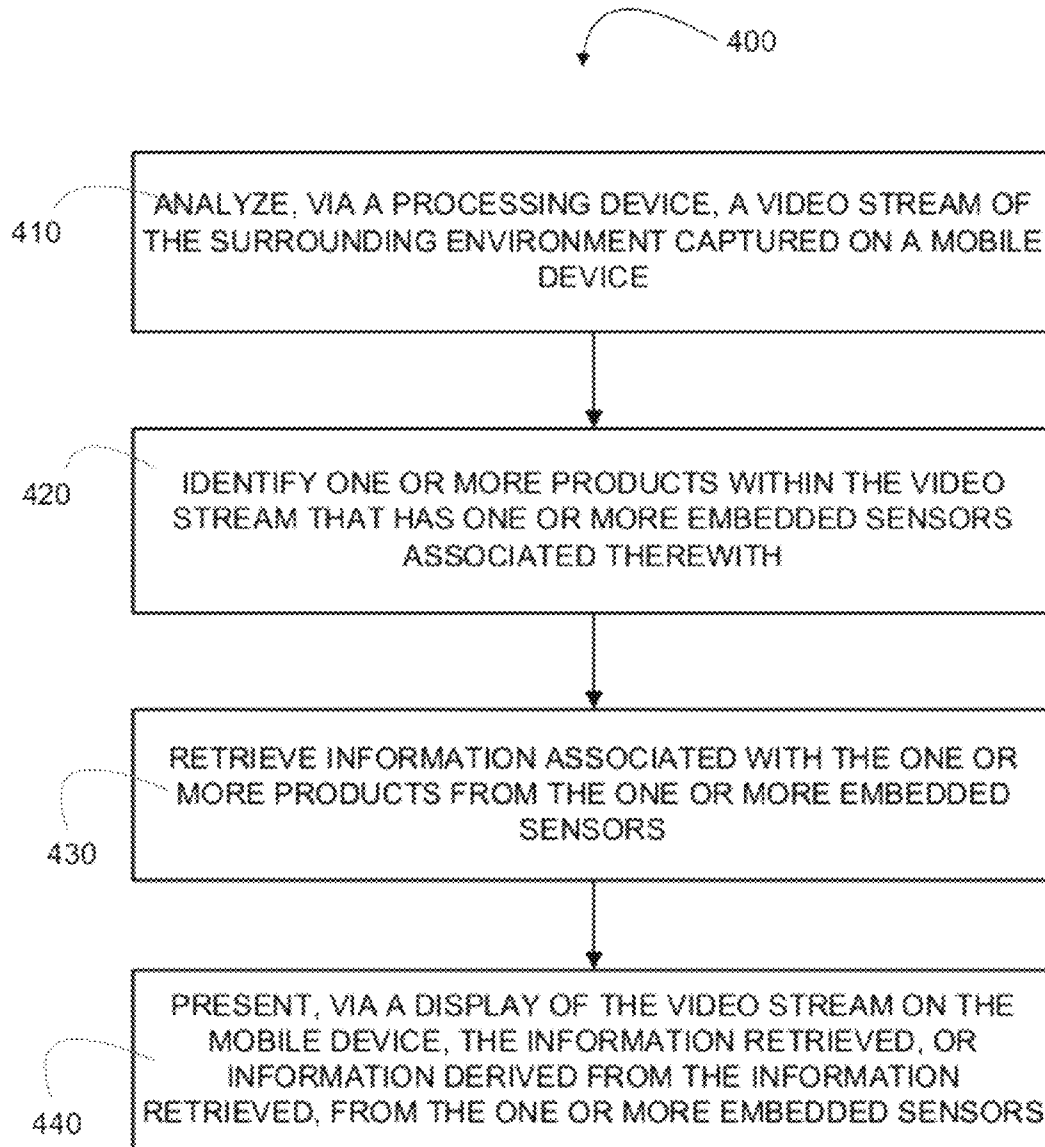 400
410
ANALYZE, VIA A PROCESSING DEVICE, A VIDEO STREAM OF
THE SURROUNDING ENVIRONMENT CAPTURED ON A MOBILE
DEVICE
420
IDENTIFY ONE OR MORE PRODUCTS WITHIN THE VIDEO
STREAM THAT HAS ONE OR MORE EMBEDDED SENSORS
ASSOCIATED THEREWITH
430
RETRIEVE INFORMATION ASSOCIATED WITH THE ONE OR
MORE PRODUCTS FROM THE ONE OR MORE EMBEDDED
SENSORS
440
PRESENT, VIA A DISPLAY OF THE VIDEO STREAM ON THE
MOBILE DEVICE, THE INFORMATION RETRIEVED, OR
INFORMATION DERIVED FROM THE INFORMATION
RETRIEVED, FROM THE ONE OR MORE EMBEDDED SENSORS